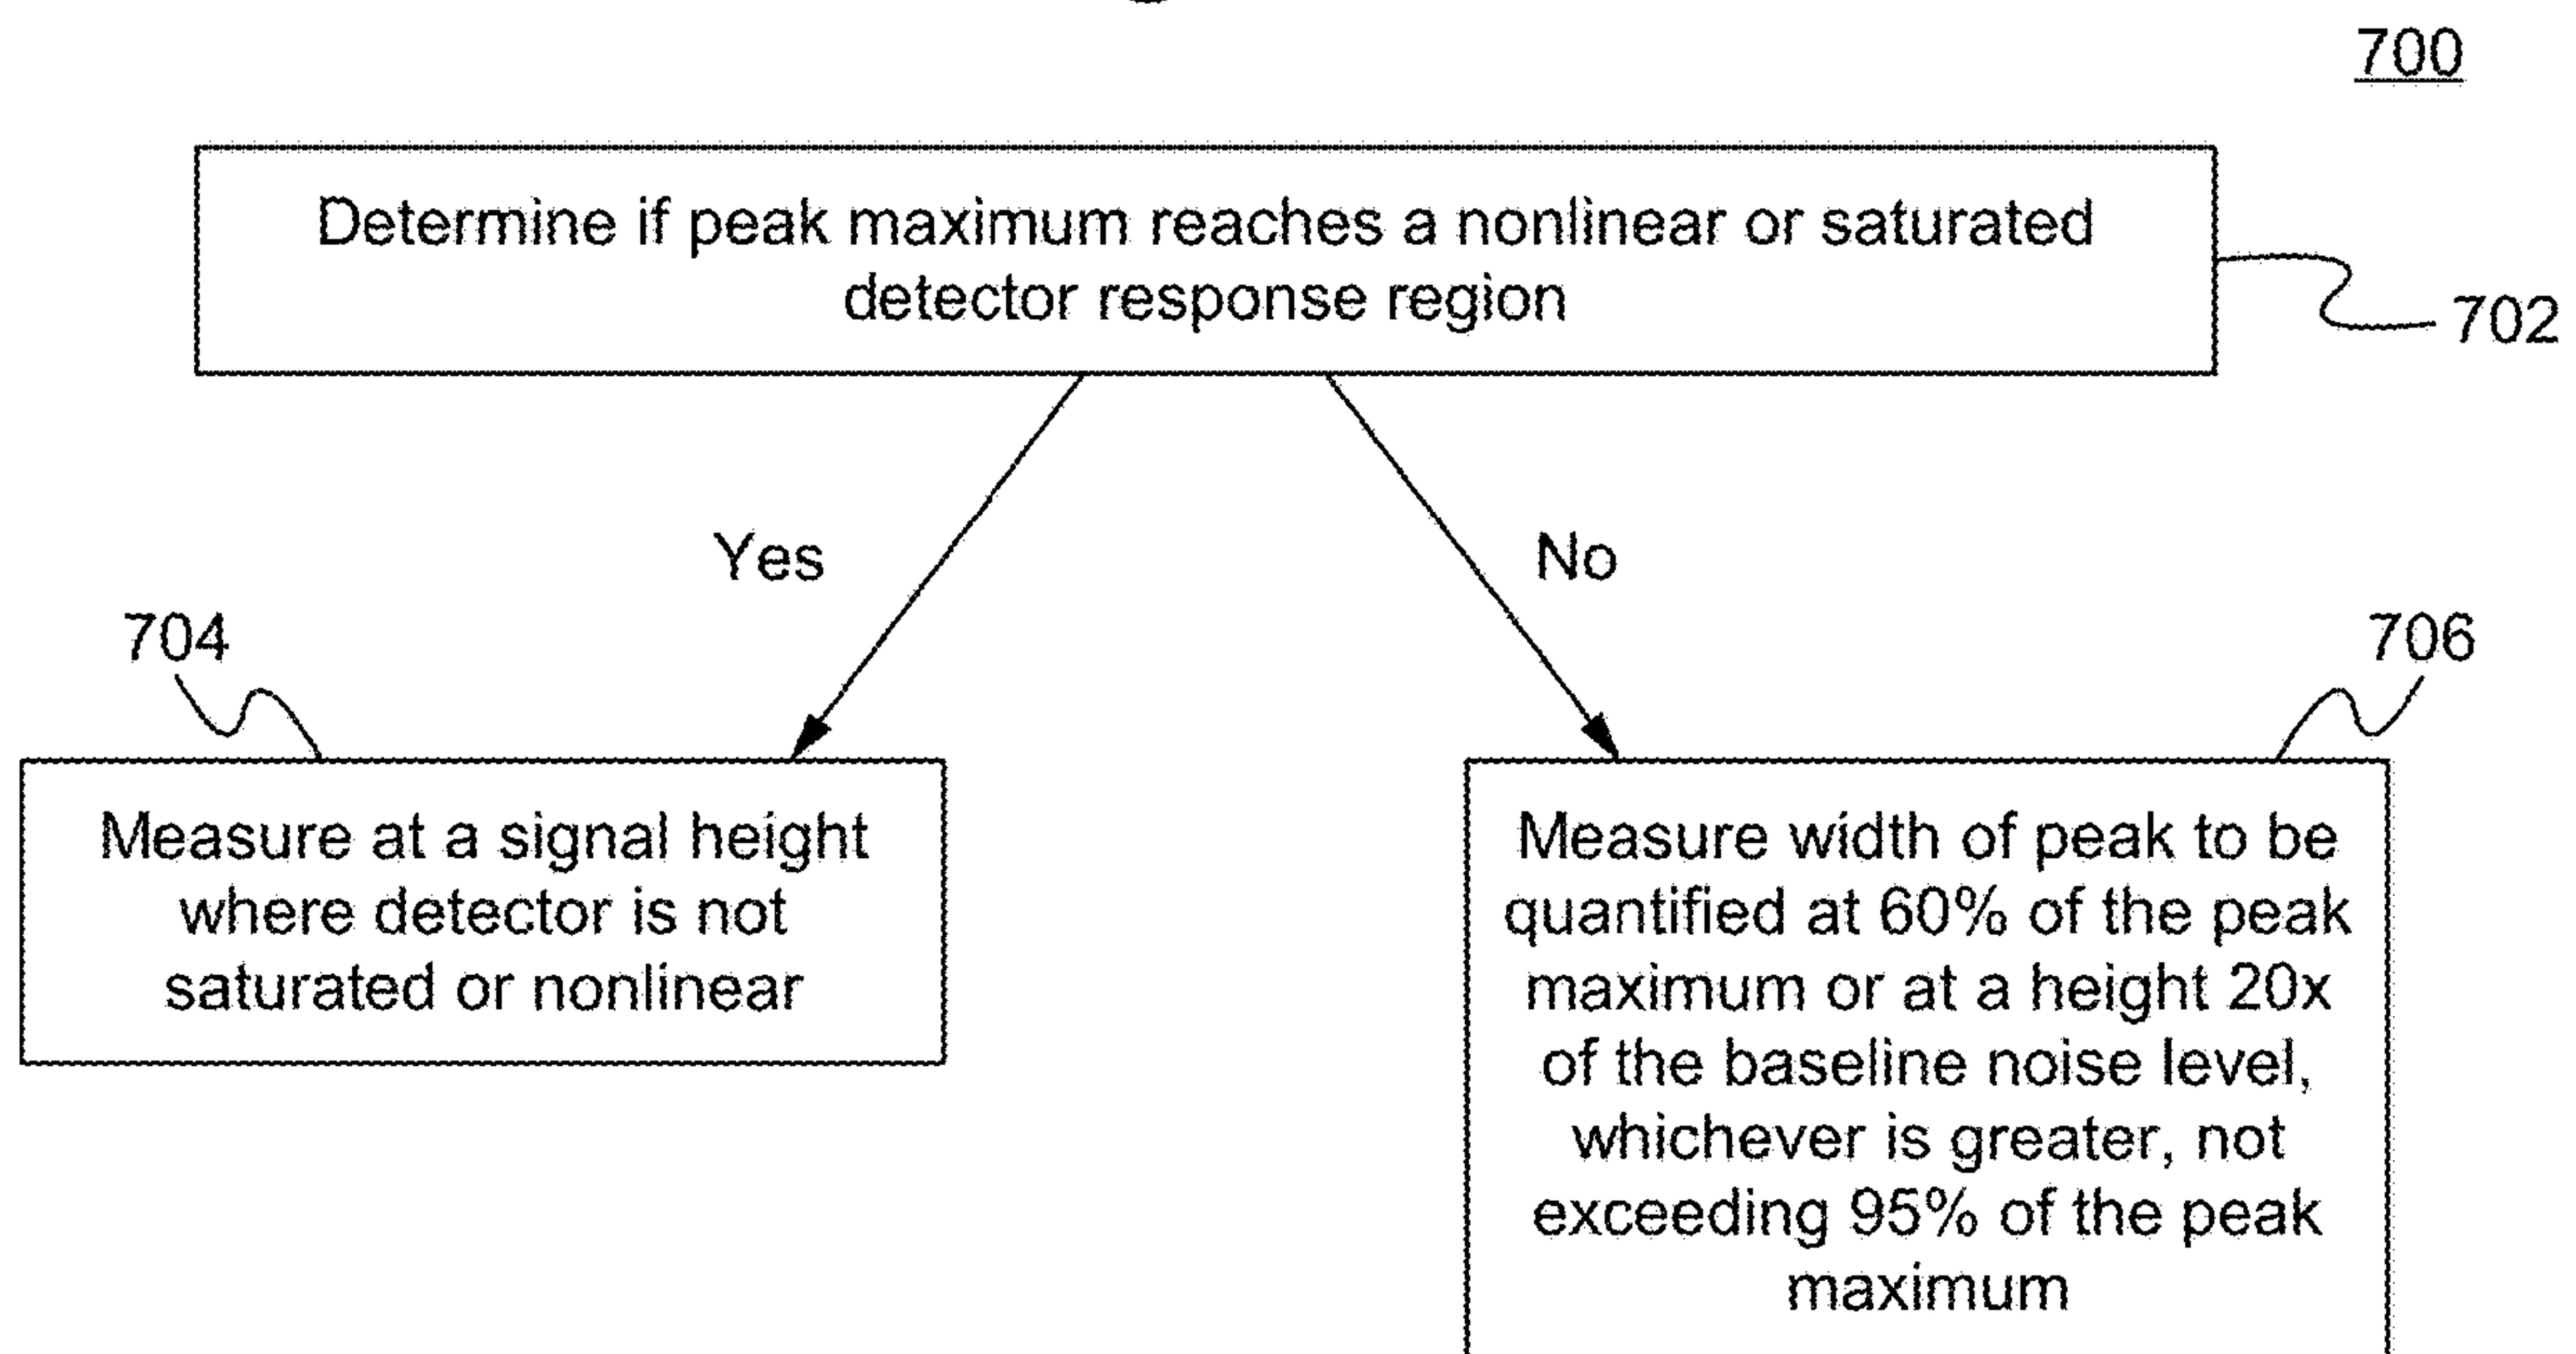 700
Determine if peak maximum reaches a nonlinear or saturated
detector response region
702
Yes
No
704
706
Measure at a signal height
where detector is not
saturated or nonlinear
Measure width of peak to be
quantified at 60% of the peak
maximum or at a height 20x
of the baseline noise level,
whichever is greater, not
exceeding 95% of the peak
maximum